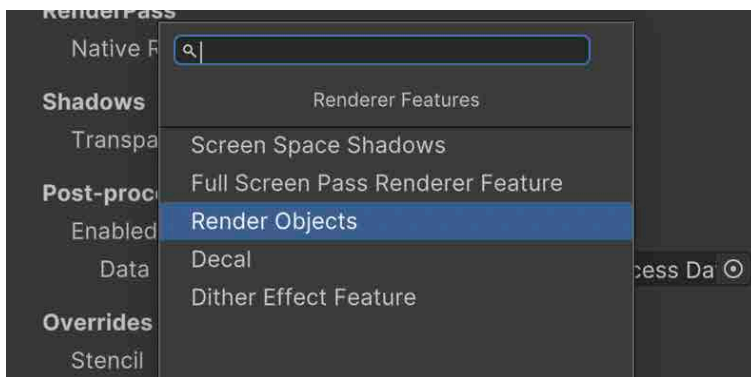 RenderPass
Native R
Renderer Features
Shadows
Transpa
Screen Space Shadows
Full Screen Pass Renderer Feature
Post-proc
Render Objects
Enabled
Decal
Data
cess Da
Dither Effect Feature
Overrides
Stencil